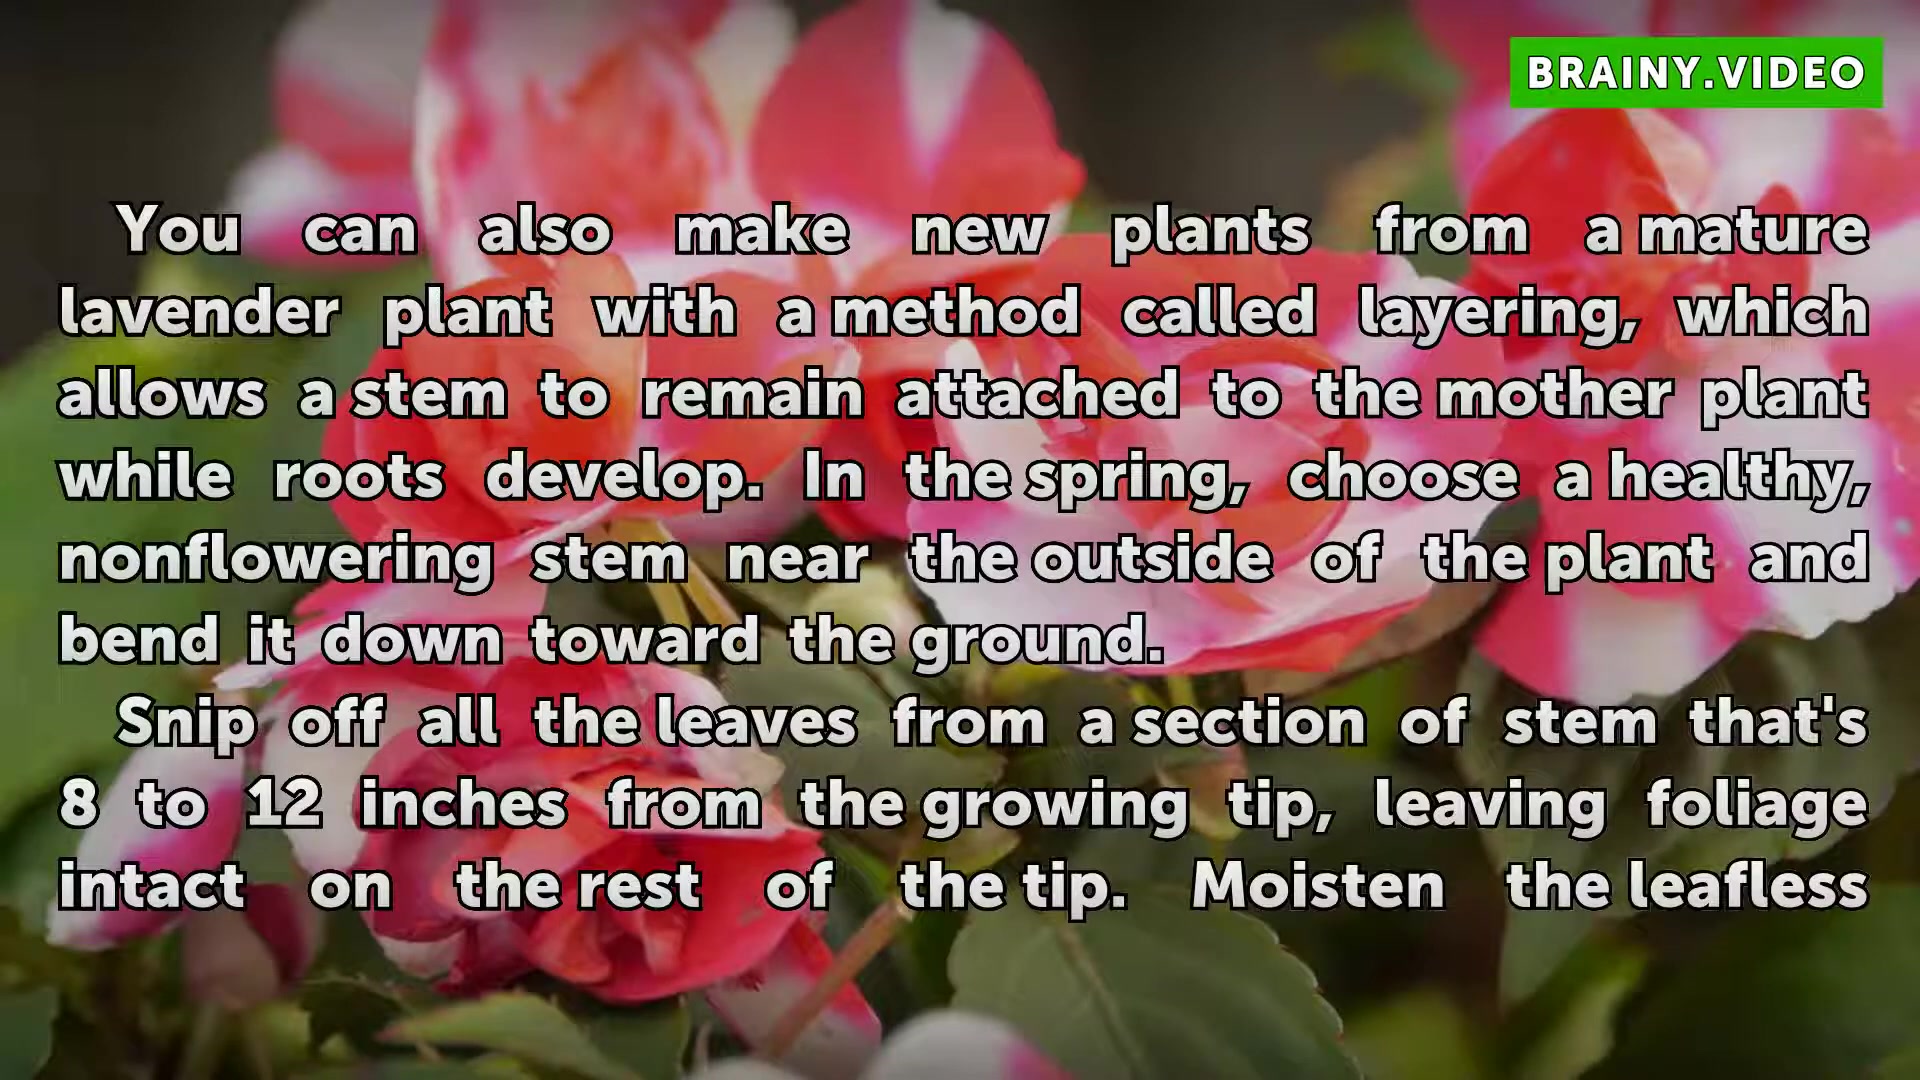 BRAINY.VIDEO
You can also make new plants from a mature
lavender plant with a method called layering, which
allows a stem to remain attached to the mother plant
while roots develop. In the spring, choose a healthy,
nonflowering stem near the outside of the plant and
bend it down toward the ground.
Snip off all the leaves from a section of stem that's
8 to 12 inches from the growing tip, leaving foliage
intact on the rest of the tip. Moisten the leafless